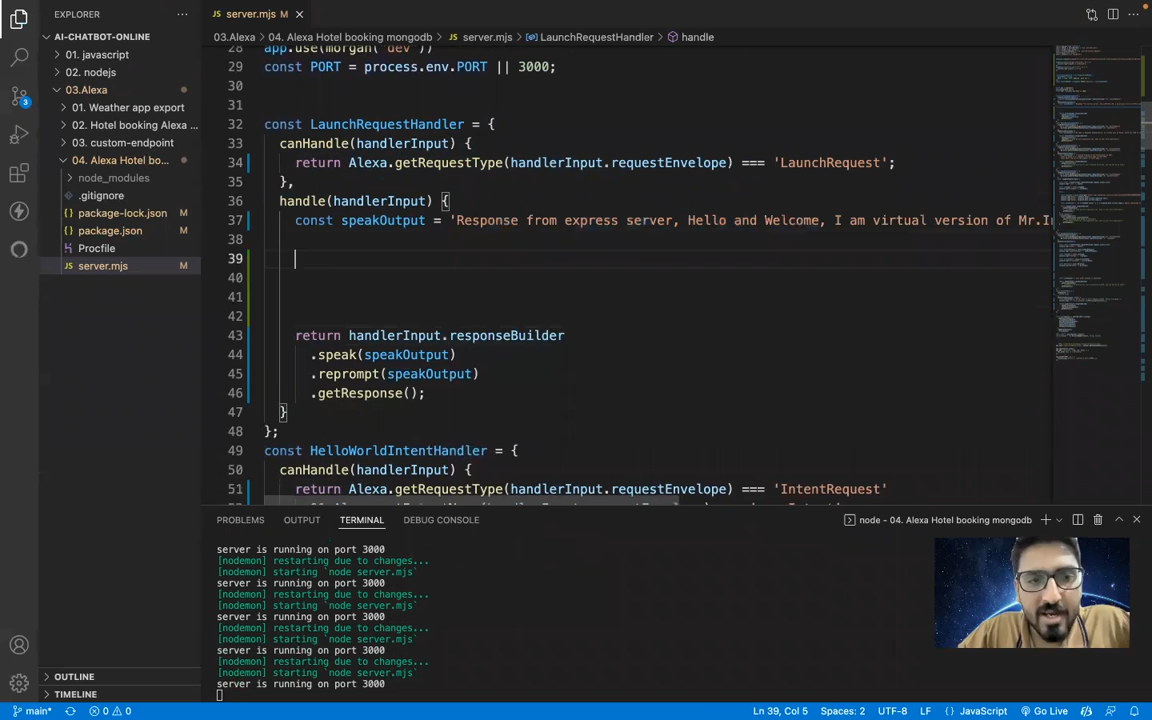 EXPLORER
server.mjs M
AI-CHATBOT-ONLINE
01. javascript
02. nodejs
03.Alexa
01. Weather app export
02. Hotel booking Alexa ...
03. custom-endpoint
04. Alexa Hotel bo...
node_modules
.gitignore
package-lock.json M
package.json M
Procfile
server.mjs M
OUTLINE
TIMELINE
3
03.Alexa > 04. Alexa Hotel booking mongodb > server.mjs > LaunchRequestHandler > handle
28 app.use(morgan('dev'))
29 const PORT = process.env.PORT || 3000;
30
31
32 const LaunchRequestHandler = {
33 canHandle(handlerInput) {
34 return Alexa.getRequestType(handlerInput.requestEnvelope) === 'LaunchRequest';
35 },
36 handle(handlerInput) {
37 const speakOutput = 'Response from express server, Hello and Welcome, I am virtual version of Mr.
38
39
40
41
42
43 return handlerInput.responseBuilder
44 .speak(speakOutput)
45 .reprompt(speakOutput)
46 .getResponse();
47 }
48 };
49 const HelloWorldIntentHandler = {
50 canHandle(handlerInput) {
51 return Alexa.getRequestType(handlerInput.requestEnvelope) === 'IntentRequest'
PROBLEMS OUTPUT TERMINAL DEBUG CONSOLE
node - 04. Alexa Hotel booking mongodb
server is running on port 3000
[nodemon] restarting due to changes...
[nodemon] starting `node server.mjs`
server is running on port 3000
[nodemon] restarting due to changes...
[nodemon] starting `node server.mjs`
server is running on port 3000
[nodemon] restarting due to changes...
[nodemon] starting `node server.mjs`
server is running on port 3000
[nodemon] restarting due to changes...
[nodemon] starting `node server.mjs`
server is running on port 3000
main* 0 0 Ln 39, Col 5 Spaces: 2 UTF-8 LF {} JavaScript Go Live